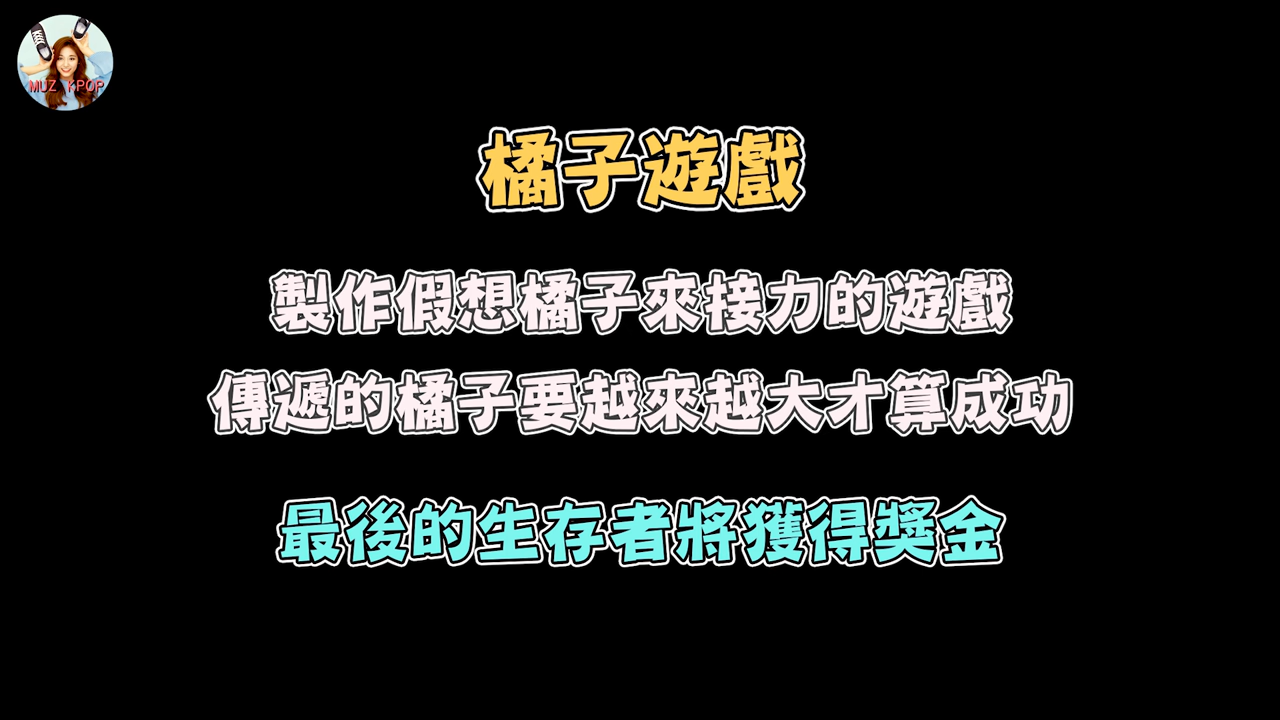 MUZ KPOP
橘子遊戲
製作假想橘子來接力的遊戲
傳遞的橘子要越來越大才算成功
最後的生存者將獲得獎金